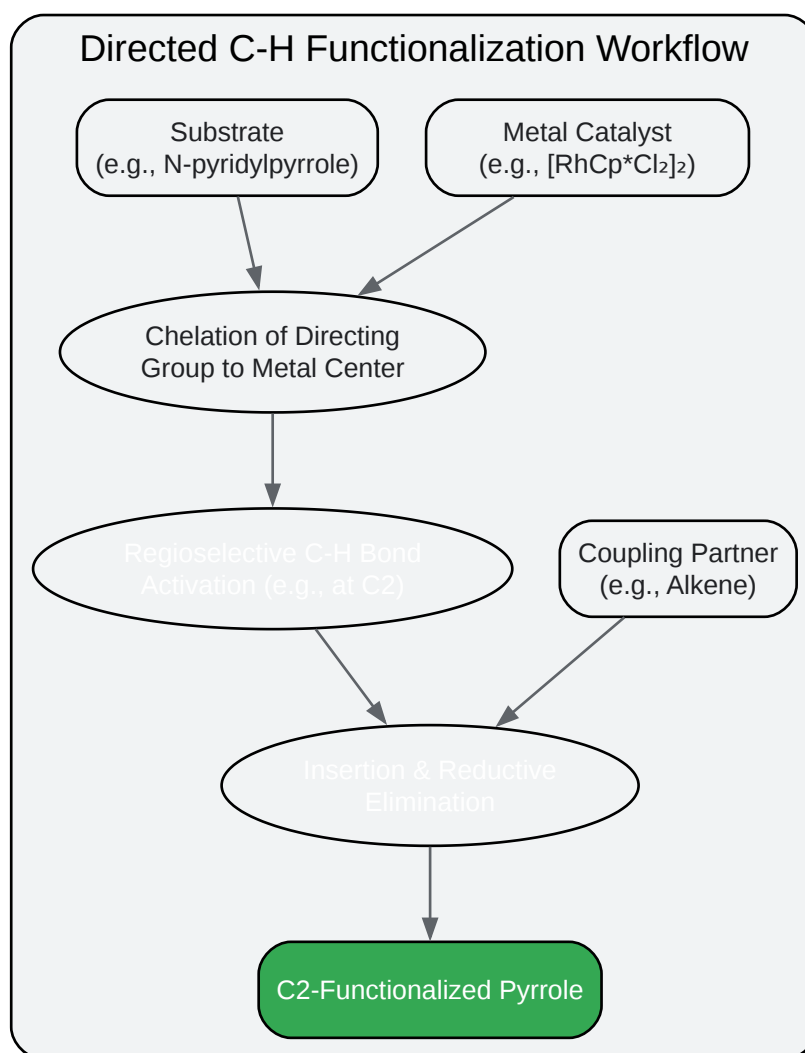 Directed C-H Functionalization Workflow
Substrate
(e.g., N-pyridylpyrrole)
Metal Catalyst
(e.g., [RhCp*Cl₂]₂)
Chelation of Directing
Group to Metal Center
Regioselective C-H Bond
Activation (e.g., at C2)
Coupling Partner
(e.g., Alkene)
Insertion & Reductive
Elimination
C2-Functionalized Pyrrole